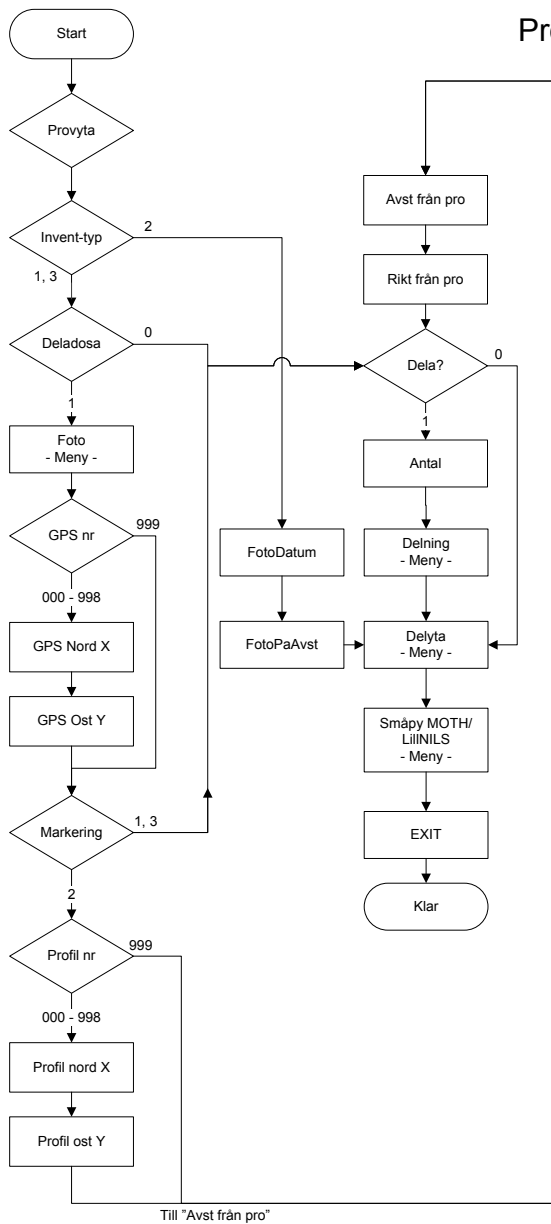 Start
Pr
Provyta
Invent-typ
2
1, 3
Deladosa
0
1
Foto
- Meny -
GPS nr
999
000 - 998
GPS Nord X
GPS Ost Y
Markering
1, 3
2
Profil nr
999
000 - 998
Profil nord X
Profil ost Y
Till ”Avst från pro”
FotoDatum
FotoPaAvst
Avst från pro
Rikt från pro
Dela?
0
1
Antal
Delning
- Meny -
Delyta
- Meny -
Småpy MOTH/
LillNILS
- Meny -
EXIT
Klar